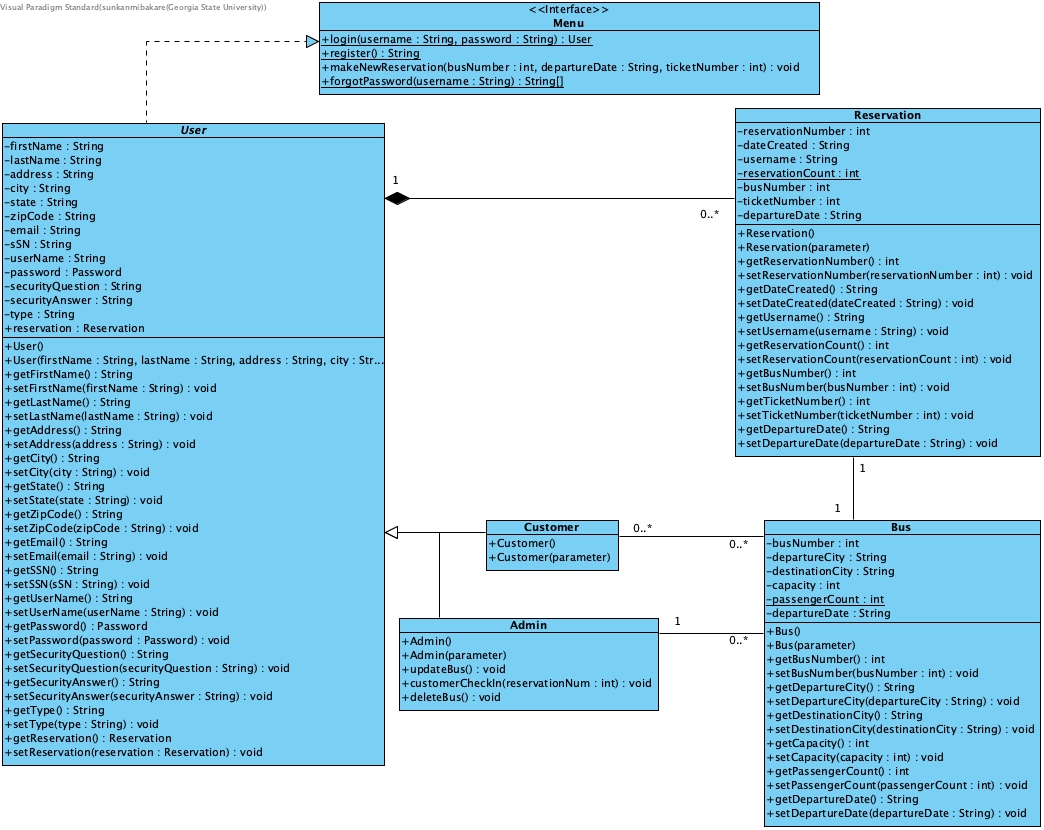 Visual Paradigm Standard(sunkanmibakare(Georgia State University))
<<Interface>>
Menu
+login(username : String, password : String) : User
+register() : String
+makeNewReservation(busNumber : int, departureDate : String, ticketNumber : int) : void
+forgotPassword(username : String) : String[]
User
-firstName : String
-lastName : String
-address : String
-city : String
-state : String
-zipCode : String
-email : String
-sSN : String
-userName : String
-password : Password
-securityQuestion : String
-securityAnswer : String
-type : String
+reservation : Reservation
+User()
+User(firstName : String, lastName : String, address : String, city : Str...
+getFirstName() : String
+setFirstName(firstName : String) : void
+getLastName() : String
+setLastName(lastName : String) : void
+getAddress() : String
+setAddress(address : String) : void
+getCity() : String
+setCity(city : String) : void
+getState() : String
+setState(state : String) : void
+getZipCode() : String
+setZipCode(zipCode : String) : void
+getEmail() : String
+setEmail(email : String) : void
+getSSN() : String
+setSSN(sSN : String) : void
+getUserName() : String
+setUserName(userName : String) : void
+getPassword() : Password
+setPassword(password : Password) : void
+getSecurityQuestion() : String
+setSecurityQuestion(securityQuestion : String) : void
+getSecurityAnswer() : String
+setSecurityAnswer(securityAnswer : String) : void
+getType() : String
+setType(type : String) : void
+getReservation() : Reservation
+setReservation(reservation : Reservation) : void
1
0..*
Reservation
-reservationNumber : int
-dateCreated : String
-username : String
-reservationCount : int
-busNumber : int
-ticketNumber : int
-departureDate : String
+Reservation()
+Reservation(parameter)
+getReservationNumber() : int
+setReservationNumber(reservationNumber : int) : void
+getDateCreated() : String
+setDateCreated(dateCreated : String) : void
+getUsername() : String
+setUsername(username : String) : void
+getReservationCount() : int
+setReservationCount(reservationCount : int) : void
+getBusNumber() : int
+setBusNumber(busNumber : int) : void
+getTicketNumber() : int
+setTicketNumber(ticketNumber : int) : void
+getDepartureDate() : String
+setDepartureDate(departureDate : String) : void
1
1
Customer
+Customer()
+Customer(parameter)
0..*
0..*
Admin
+Admin()
+Admin(parameter)
+updateBus() : void
+customerCheckIn(reservationNum : int) : void
+deleteBus() : void
1
0..*
Bus
-busNumber : int
-departureCity : String
-destinationCity : String
-capacity : int
-passengerCount : int
-departureDate : String
+Bus()
+Bus(parameter)
+getBusNumber() : int
+setBusNumber(busNumber : int) : void
+getDepartureCity() : String
+setDepartureCity(departureCity : String) : void
+getDestinationCity() : String
+setDestinationCity(destinationCity : String) : void
+getCapacity() : int
+setCapacity(capacity : int) : void
+getPassengerCount() : int
+setPassengerCount(passengerCount : int) : void
+getDepartureDate() : String
+setDepartureDate(departureDate : String) : void